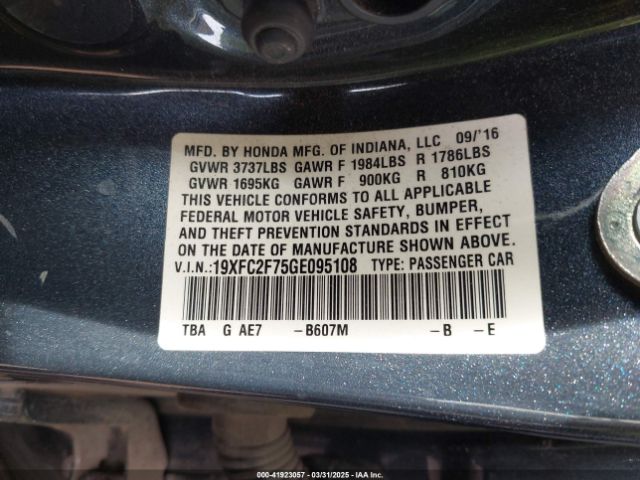 MFD. BY HONDA MFG. OF INDIANA, LLC 09/'16
GVWR 3737LBS GAWR F 1984LBS R 1786LBS
GVWR 1695KG GAWR F 900KG R 810KG
THIS VEHICLE CONFORMS TO ALL APPLICABLE
FEDERAL MOTOR VEHICLE SAFETY, BUMPER,
AND THEFT PREVENTION STANDARDS IN EFFECT
ON THE DATE OF MANUFACTURE SHOWN ABOVE.
V.I.N.:19XFC2F75GE095108 TYPE: PASSENGER CAR
TBA G AE7 –B607M –B –E
000-41923057 - 03/31/2025 - IAAI.COM